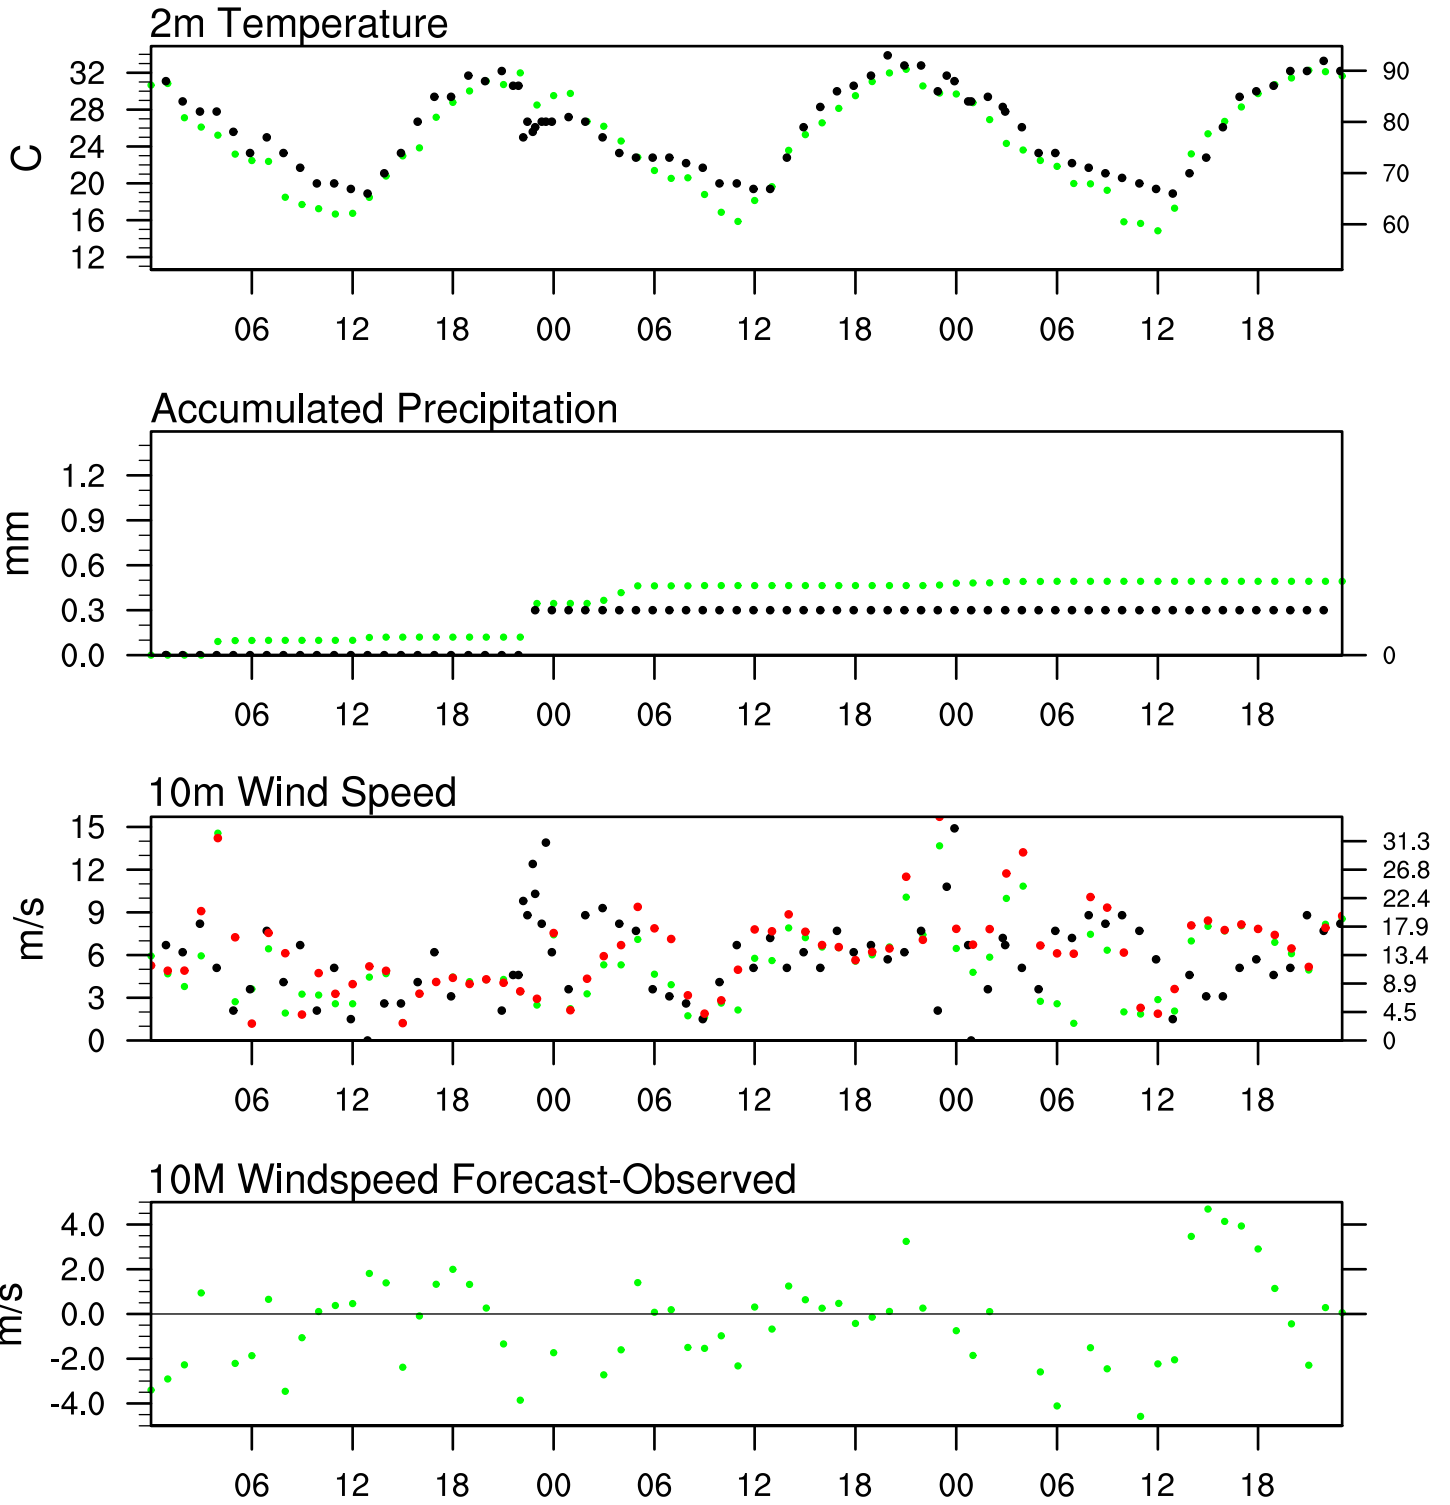 2m Temperature
C
32
28
24
20
16
12
90
80
70
60
06 12 18 00 06 12 18 00 06 12 18
Accumulated Precipitation
mm
1.2
0.9
0.6
0.3
0.0
0
06 12 18 00 06 12 18 00 06 12 18
10m Wind Speed
m/s
15
12
9
6
3
0
31.3
26.8
22.4
17.9
13.4
8.9
4.5
0
06 12 18 00 06 12 18 00 06 12 18
10M Windspeed Forecast-Observed
m/s
4.0
2.0
0.0
-2.0
-4.0
06 12 18 00 06 12 18 00 06 12 18